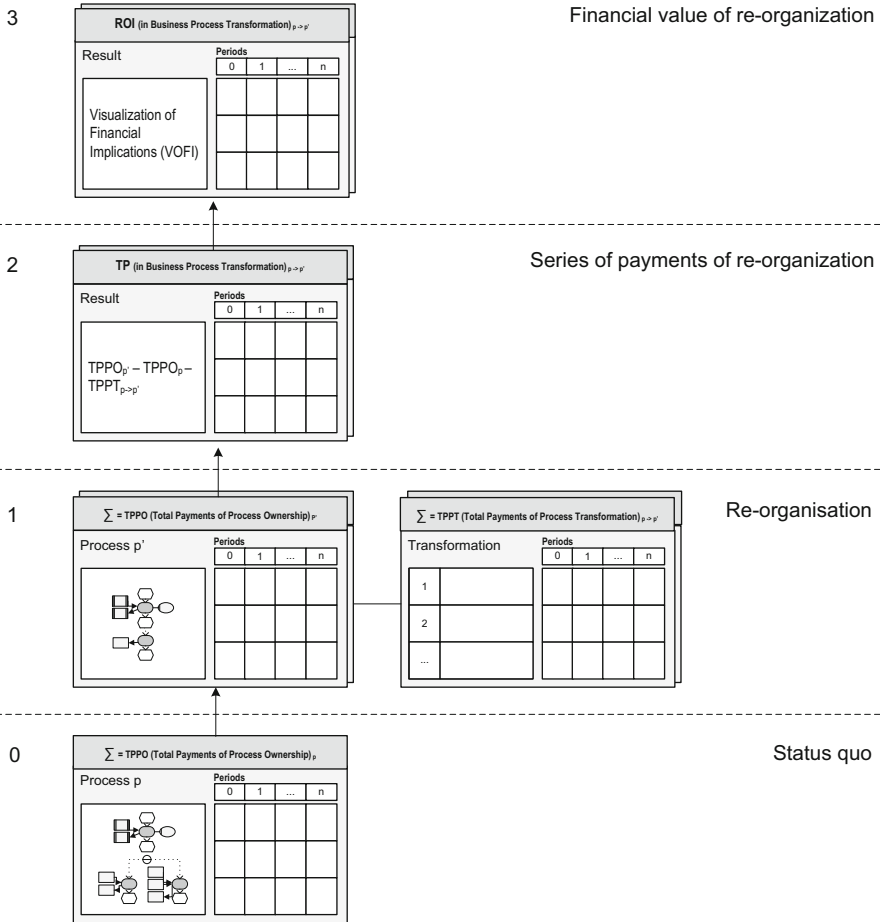 3
Financial value of re-organization
ROI (in Business Process Transformation) p -> p'
Result
Periods
0 1 ... n
Visualization of
Financial
Implications (VOFI)
2
Series of payments of re-organization
TP (in Business Process Transformation) p -> p'
Result
Periods
0 1 ... n
TPPOp' – TPPOp –
TPPTp->p'
1
Re-organisation
∑ = TPPO (Total Payments of Process Ownership) p'
Process p’
Periods
0 1 ... n
∑ = TPPT (Total Payments of Process Transformation) p -> p'
Transformation
Periods
0 1 ... n
1
2
...
0
Status quo
∑ = TPPO (Total Payments of Process Ownership) p
Process p
Periods
0 1 ... n